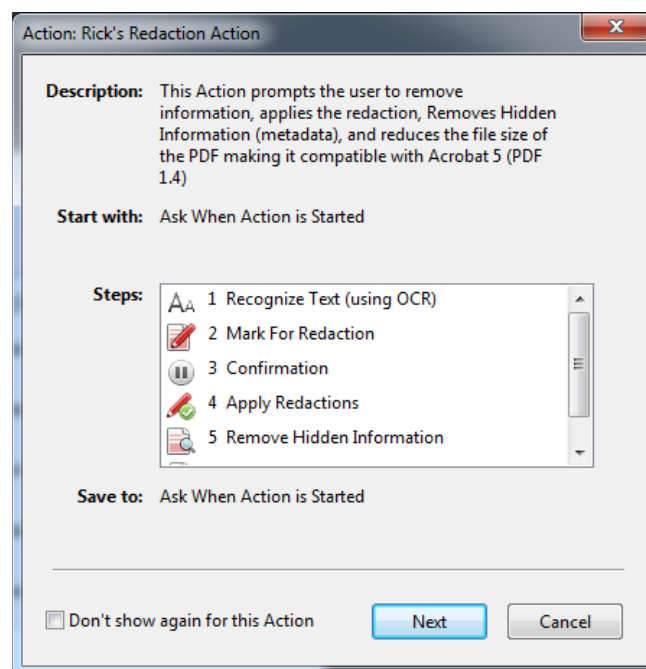 Action: Rick's Redaction Action
Description: This Action prompts the user to remove
information, applies the redaction, Removes Hidden
Information (metadata), and reduces the file size of
the PDF making it compatible with Acrobat 5 (PDF
1.4)
Start with: Ask When Action is Started
Steps:
1 Recognize Text (using OCR)
2 Mark For Redaction
3 Confirmation
4 Apply Redactions
5 Remove Hidden Information
Save to: Ask When Action is Started
Don't show again for this Action
Next
Cancel